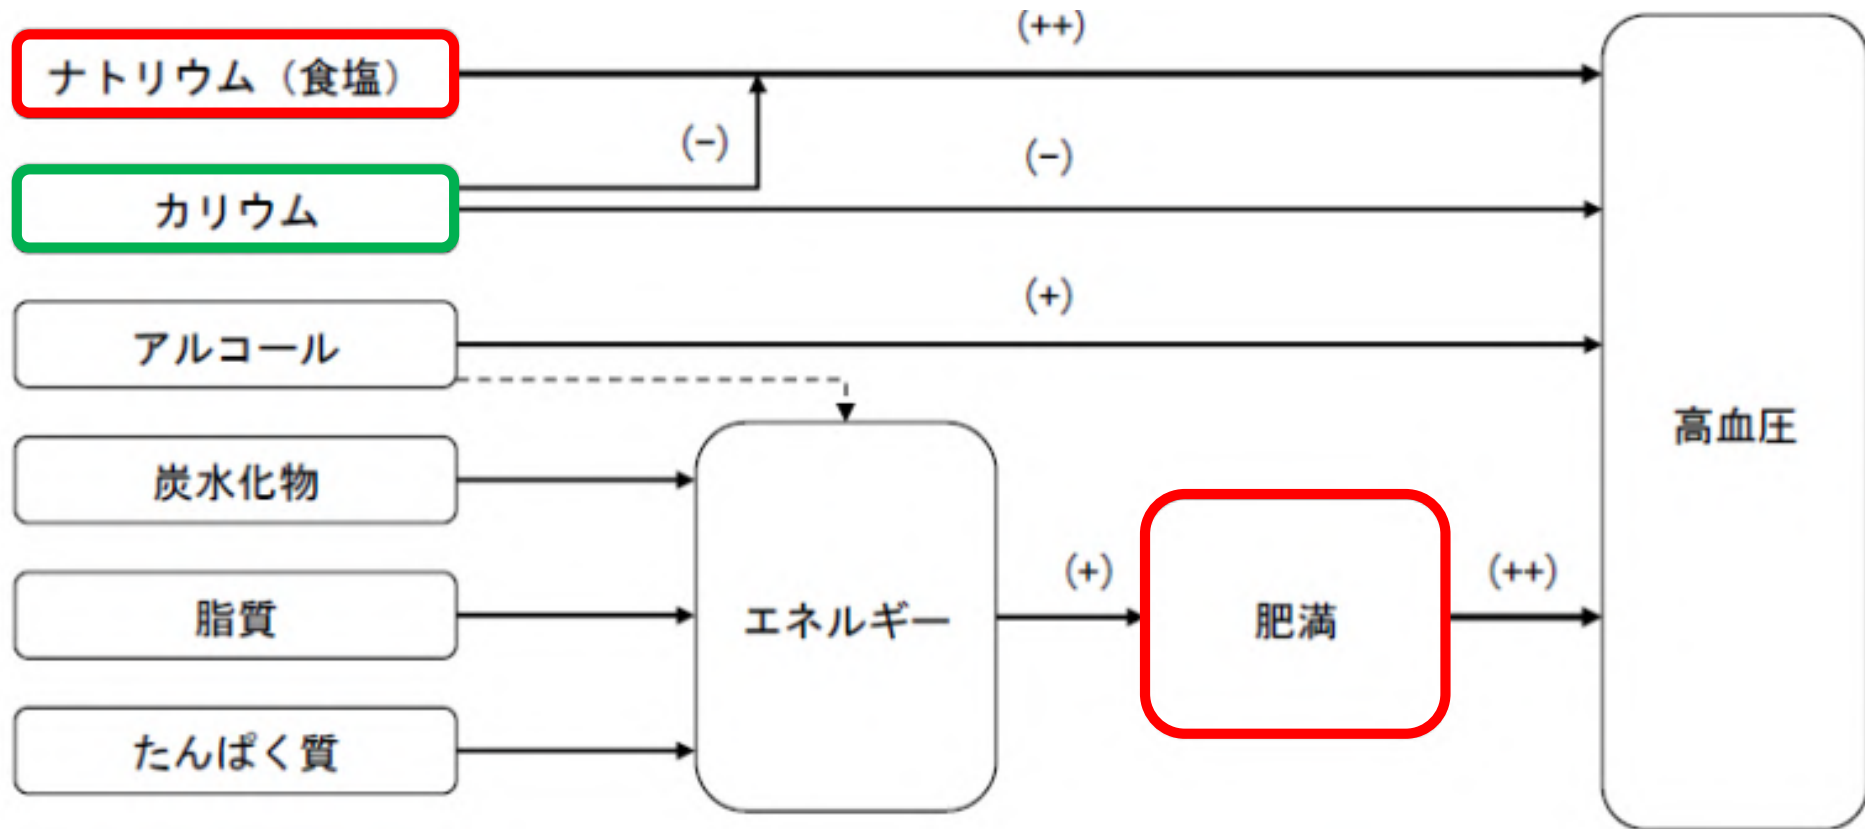 (++)
ナトリウム（食塩）
(−)
(−)
カリウム
(+)
アルコール
高血圧
炭水化物
(+)
(++)
脂質
エネルギー
肥満
たんぱく質